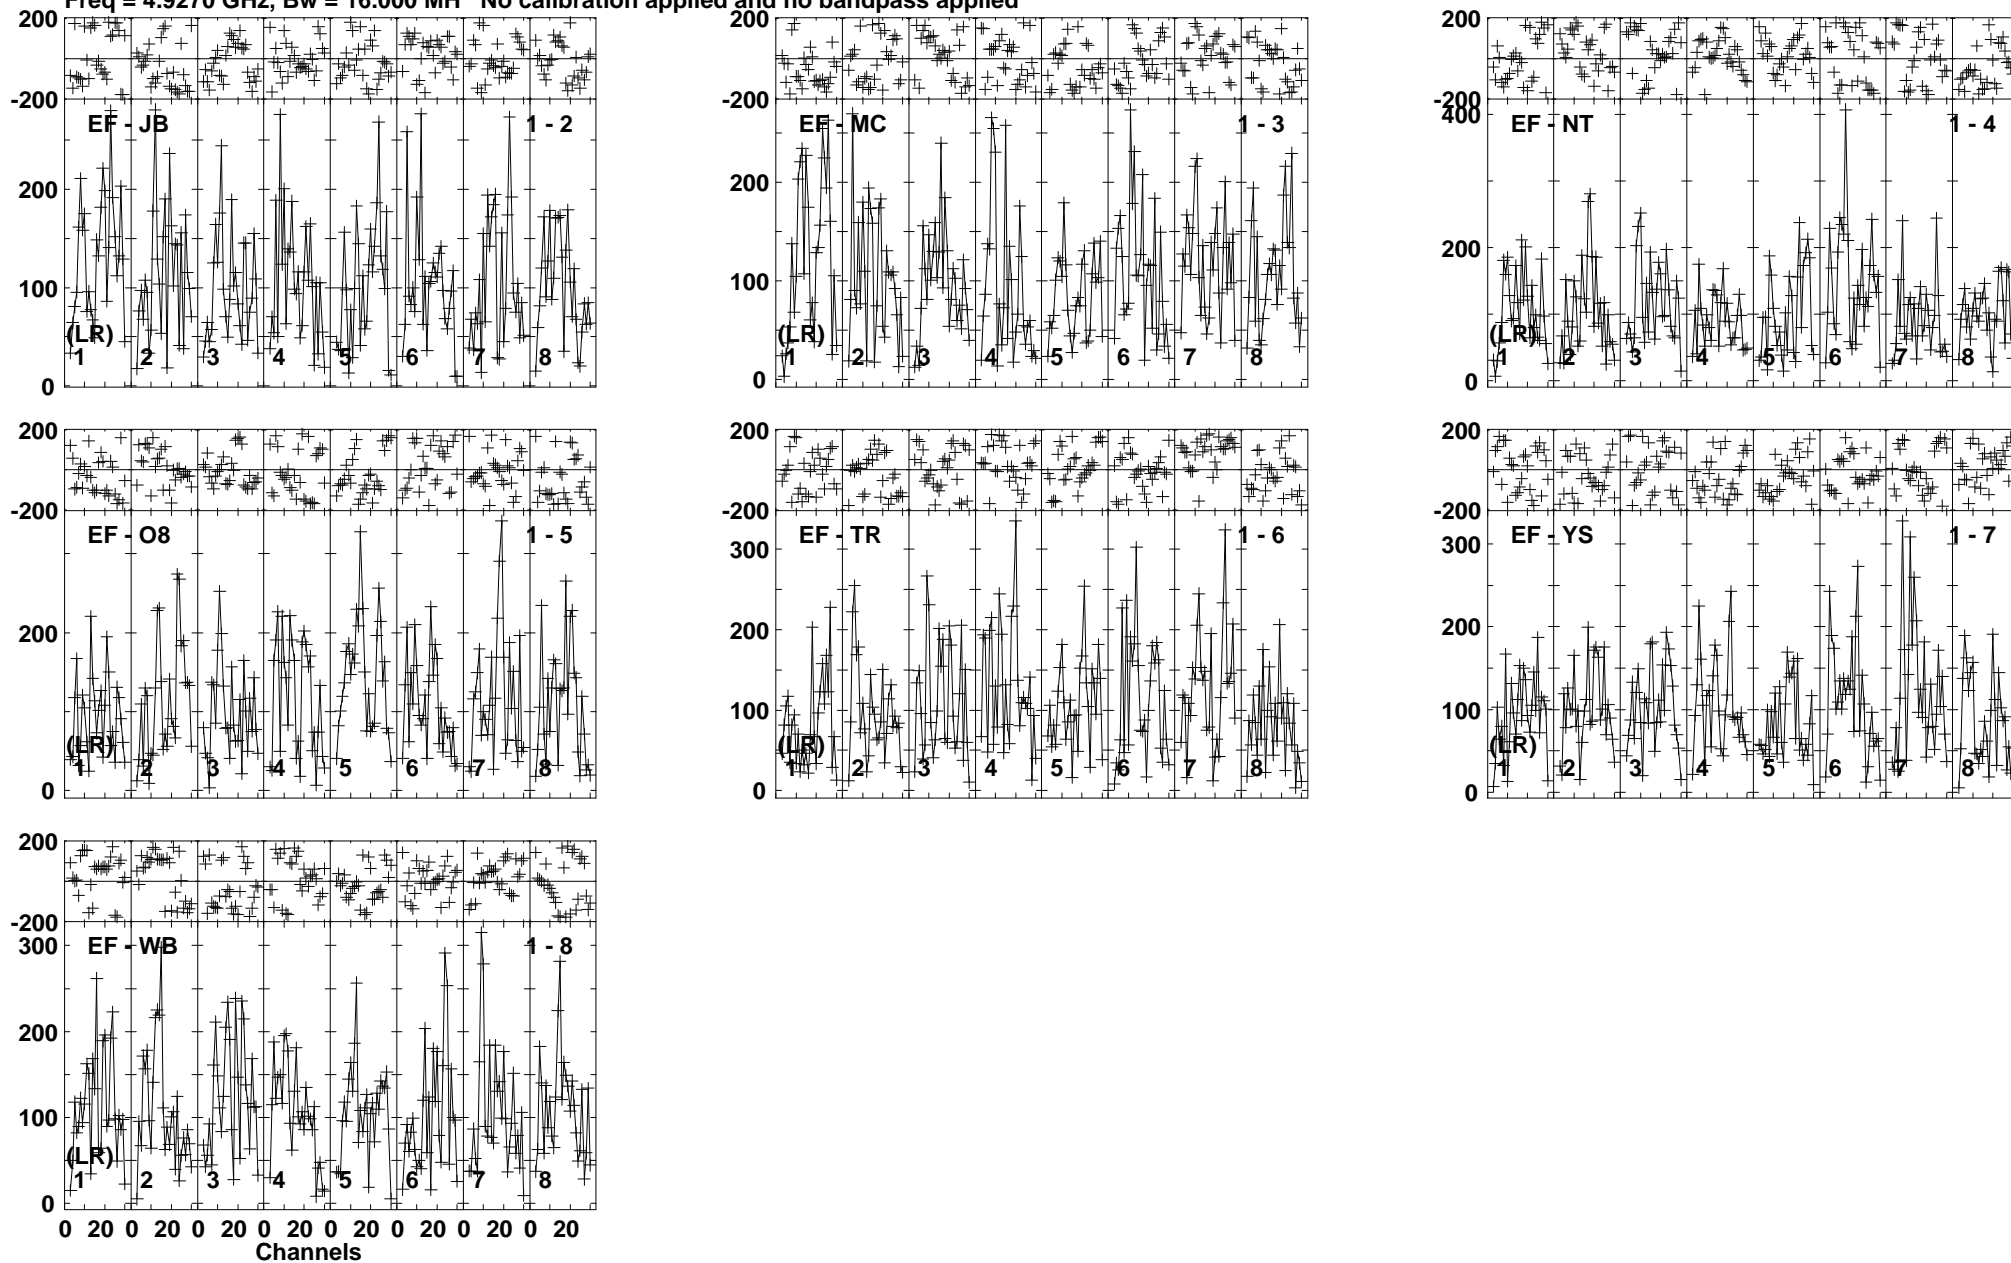 Freq = 4.9270 GHz, Bw = 16.000 MH No calibration applied and no bandpass applied
200
-200
EF - JB 1 - 2
200
100
0
(LR)
1 2 3 4 5 6 7 8
200
-200
EF - MC 1 - 3
200
100
0
(LR)
1 2 3 4 5 6 7 8
200
-200
400
EF - NT 1 - 4
200
0
(LR)
1 2 3 4 5 6 7 8
200
-200
EF - O8 1 - 5
200
0
(LR)
1 2 3 4 5 6 7 8
200
-200
EF - TR 1 - 6
300
200
100
0
(LR)
1 2 3 4 5 6 7 8
200
-200
EF - YS 1 - 7
300
200
100
0
(LR)
1 2 3 4 5 6 7 8
200
-200
300
EF - WB 1 - 8
200
100
0
(LR)
1 2 3 4 5 6 7 8
0 20 0 20 0 20 0 20 0 20 0 20 0 20 0 20
Channels